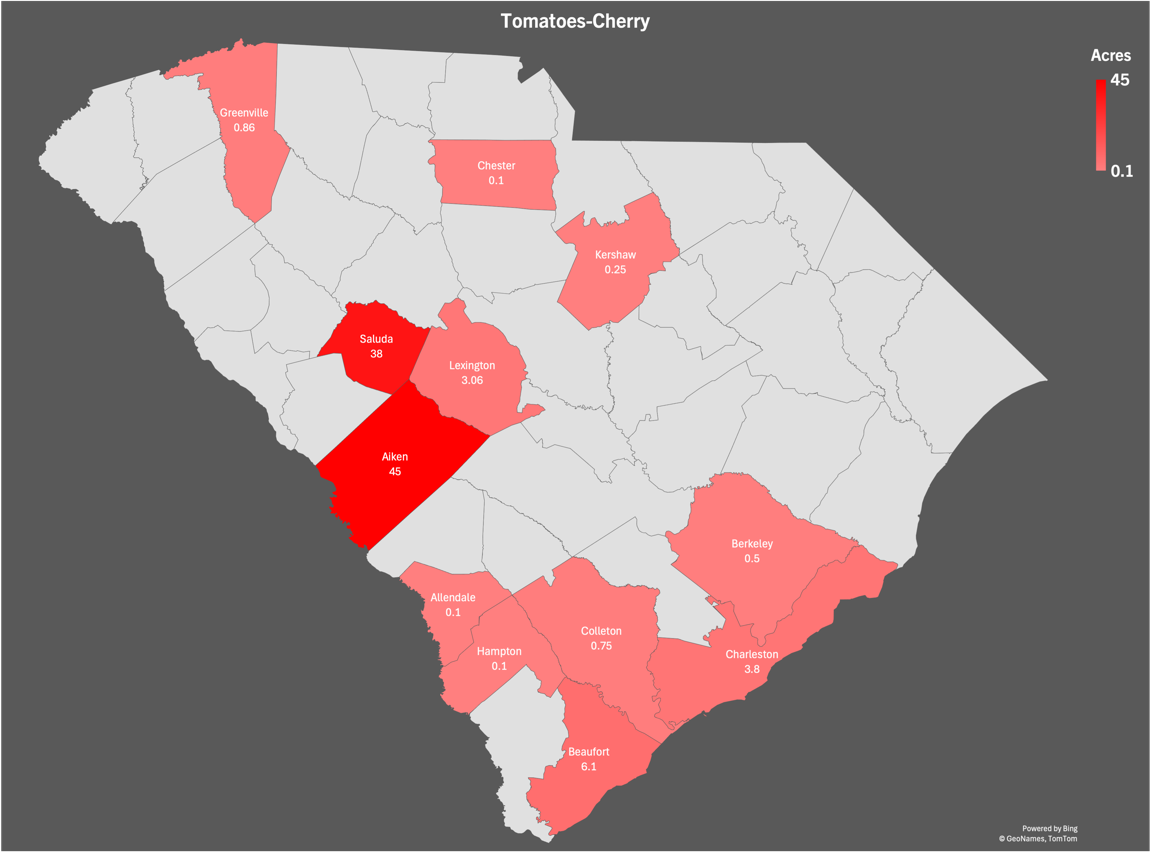 Tomatoes-Cherry
Acres
45
0.1
Greenville
0.86
Chester
0.1
Kershaw
0.25
Saluda
38
Lexington
3.06
Aiken
45
Berkeley
0.5
Allendale
0.1
Colleton
0.75
Hampton
0.1
Charleston
3.8
Beaufort
6.1
Powered by Bing
© GeoNames, TomTom